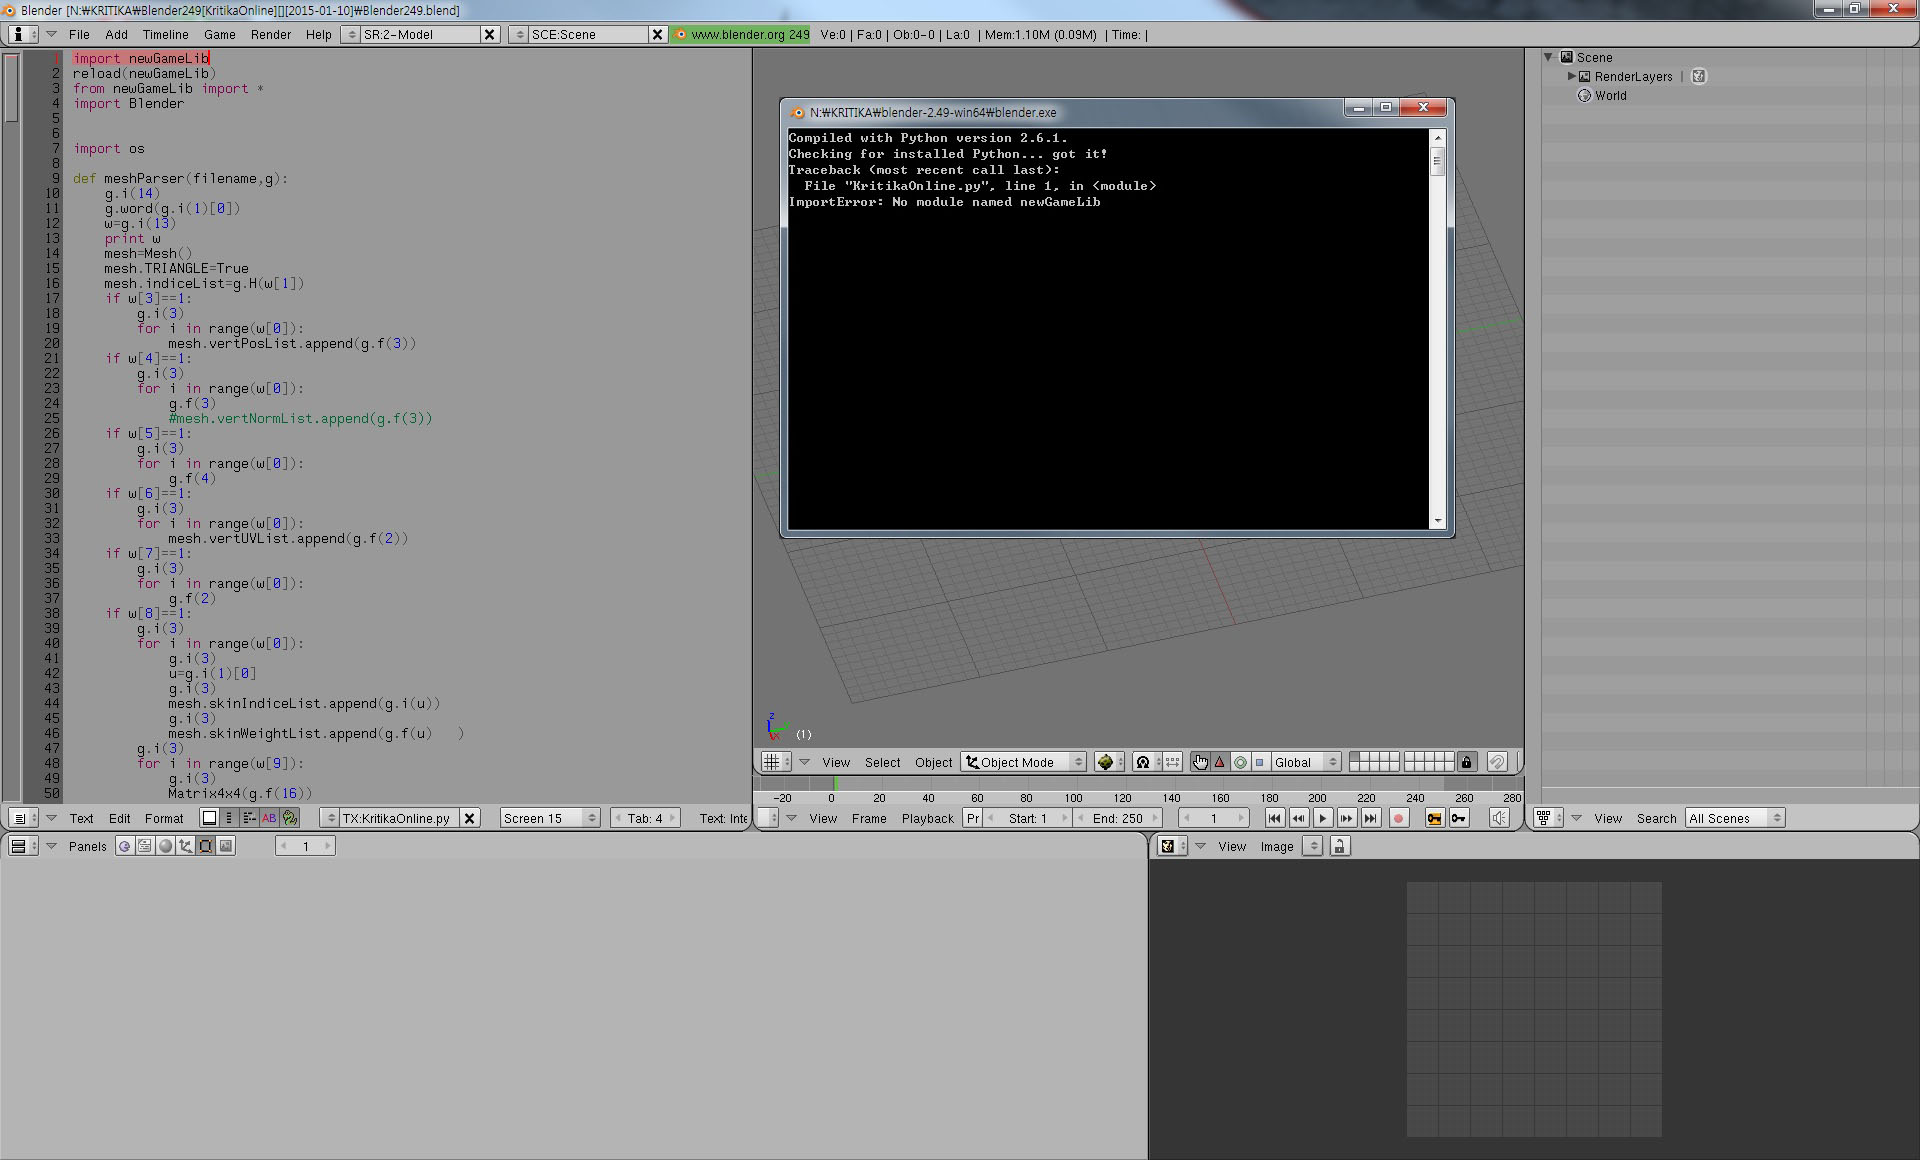 Blender [N:₩KRITIKA₩Blender249[KritikaOnline][][2015-01-10]₩Blender249.blend]
File Add Timeline Game Render Help SR:2-Model SCE:Scene www.blender.org 249 Ve:0 | Fa:0 | Ob:0-0 | La:0 | Mem:1.10M (0.09M) | Time: |
1 import newGameLib
2 reload(newGameLib)
3 from newGameLib import *
4 import Blender
5
6
7 import os
8
9 def meshParser(filename,g):
10 g.i(14)
11 g.word(g.i(1)[0])
12 w=g.i(13)
13 print w
14 mesh=Mesh()
15 mesh.TRIANGLE=True
16 mesh.indiceList=g.H(w[1])
17 if w[3]==1:
18 g.i(3)
19 for i in range(w[0]):
20 mesh.vertPosList.append(g.f(3))
21 if w[4]==1:
22 g.i(3)
23 for i in range(w[0]):
24 g.f(3)
25 #mesh.vertNormList.append(g.f(3))
26 if w[5]==1:
27 g.i(3)
28 for i in range(w[0]):
29 g.f(4)
30 if w[6]==1:
31 g.i(3)
32 for i in range(w[0]):
33 mesh.vertUVList.append(g.f(2))
34 if w[7]==1:
35 g.i(3)
36 for i in range(w[0]):
37 g.f(2)
38 if w[8]==1:
39 g.i(3)
40 for i in range(w[0]):
41 g.i(3)
42 u=g.i(1)[0]
43 g.i(3)
44 mesh.skinIndiceList.append(g.i(u))
45 g.i(3)
46 mesh.skinWeightList.append(g.f(u) )
47 g.i(3)
48 for i in range(w[9]):
49 g.i(3)
50 Matrix4x4(g.f(16))
Text Edit Format TX:KritikaOnline.py Screen 15 Tab: 4 Text: Inte
N:₩KRITIKA₩blender-2.49-win64₩blender.exe
Compiled with Python version 2.6.1.
Checking for installed Python... got it!
Traceback (most recent call last):
File "KritikaOnline.py", line 1, in <module>
ImportError: No module named newGameLib
z
x
(1)
View Select Object Object Mode Global
-20 0 20 40 60 80 100 120 140 160 180 200 220 240 260 280
View Frame Playback Pr Start: 1 End: 250 1
Scene
RenderLayers |
World
View Search All Scenes
Panels 1
View Image